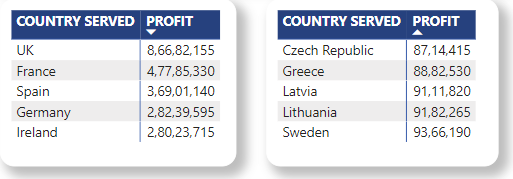 COUNTRY SERVED PROFIT
UK 8,66,82,155
France 4,77,85,330
Spain 3,69,01,140
Germany 2,82,39,595
Ireland 2,80,23,715
COUNTRY SERVED PROFIT
Czech Republic 87,14,415
Greece 88,82,530
Latvia 91,11,820
Lithuania 91,82,265
Sweden 93,66,190